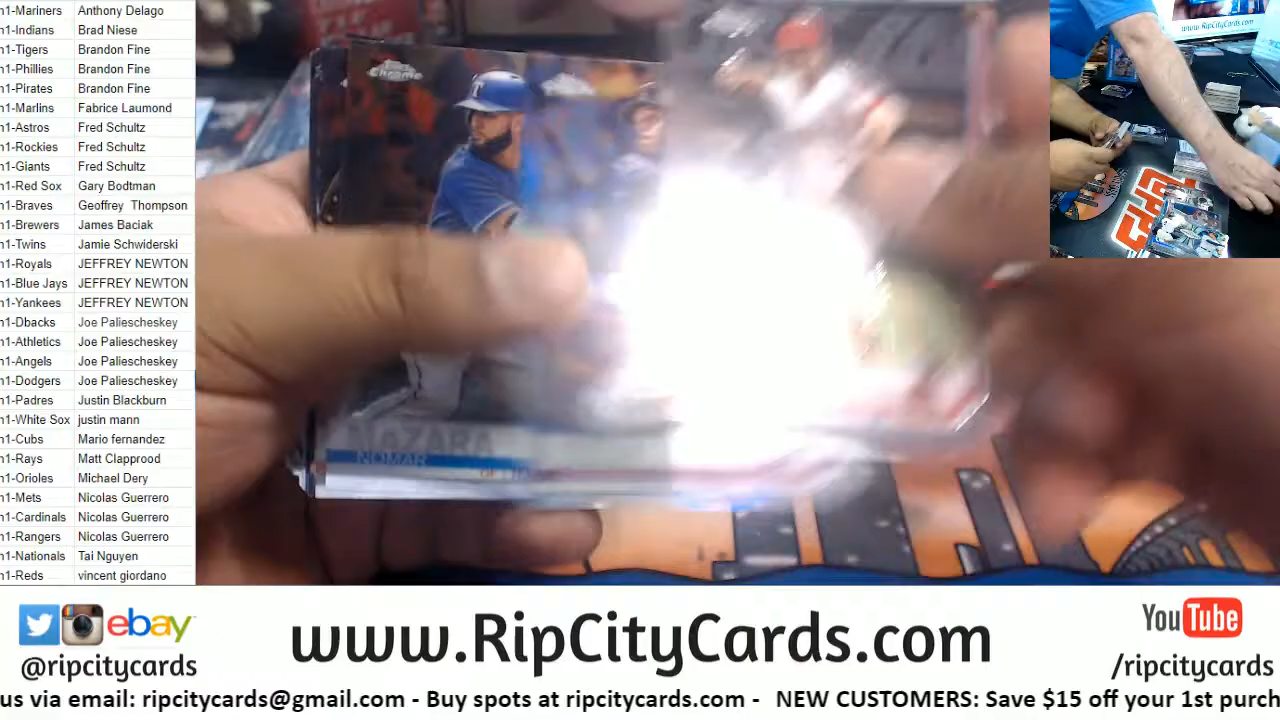 n1-Mariners Anthony Delago
n1-Indians Brad Niese
n1-Tigers Brandon Fine
n1-Phillies Brandon Fine
n1-Pirates Brandon Fine
n1-Marlins Fabrice Laumond
n1-Astros Fred Schultz
n1-Rockies Fred Schultz
n1-Giants Fred Schultz
n1-Red Sox Gary Bodtman
n1-Braves Geoffrey Thompson
n1-Brewers James Baciak
n1-Twins Jamie Schwiderski
n1-Royals JEFFREY NEWTON
n1-Blue Jays JEFFREY NEWTON
n1-Yankees JEFFREY NEWTON
n1-Dbacks Joe Paliescheskey
n1-Athletics Joe Paliescheskey
n1-Angels Joe Paliescheskey
n1-Dodgers Joe Paliescheskey
n1-Padres Justin Blackburn
n1-White Sox justin mann
n1-Cubs Mario fernandez
n1-Rays Matt Clapprood
n1-Orioles Michael Dery
n1-Mets Nicolas Guerrero
n1-Cardinals Nicolas Guerrero
n1-Rangers Nicolas Guerrero
n1-Nationals Tai Nguyen
n1-Reds vincent giordano
MAZARA
NOMAR
www.RipCityCards.com
ebay
@ripcitycards
www.RipCityCards.com
YouTube
/ripcitycards
us via email: ripcitycards@gmail.com - Buy spots at ripcitycards.com - NEW CUSTOMERS: Save $15 off your 1st purch